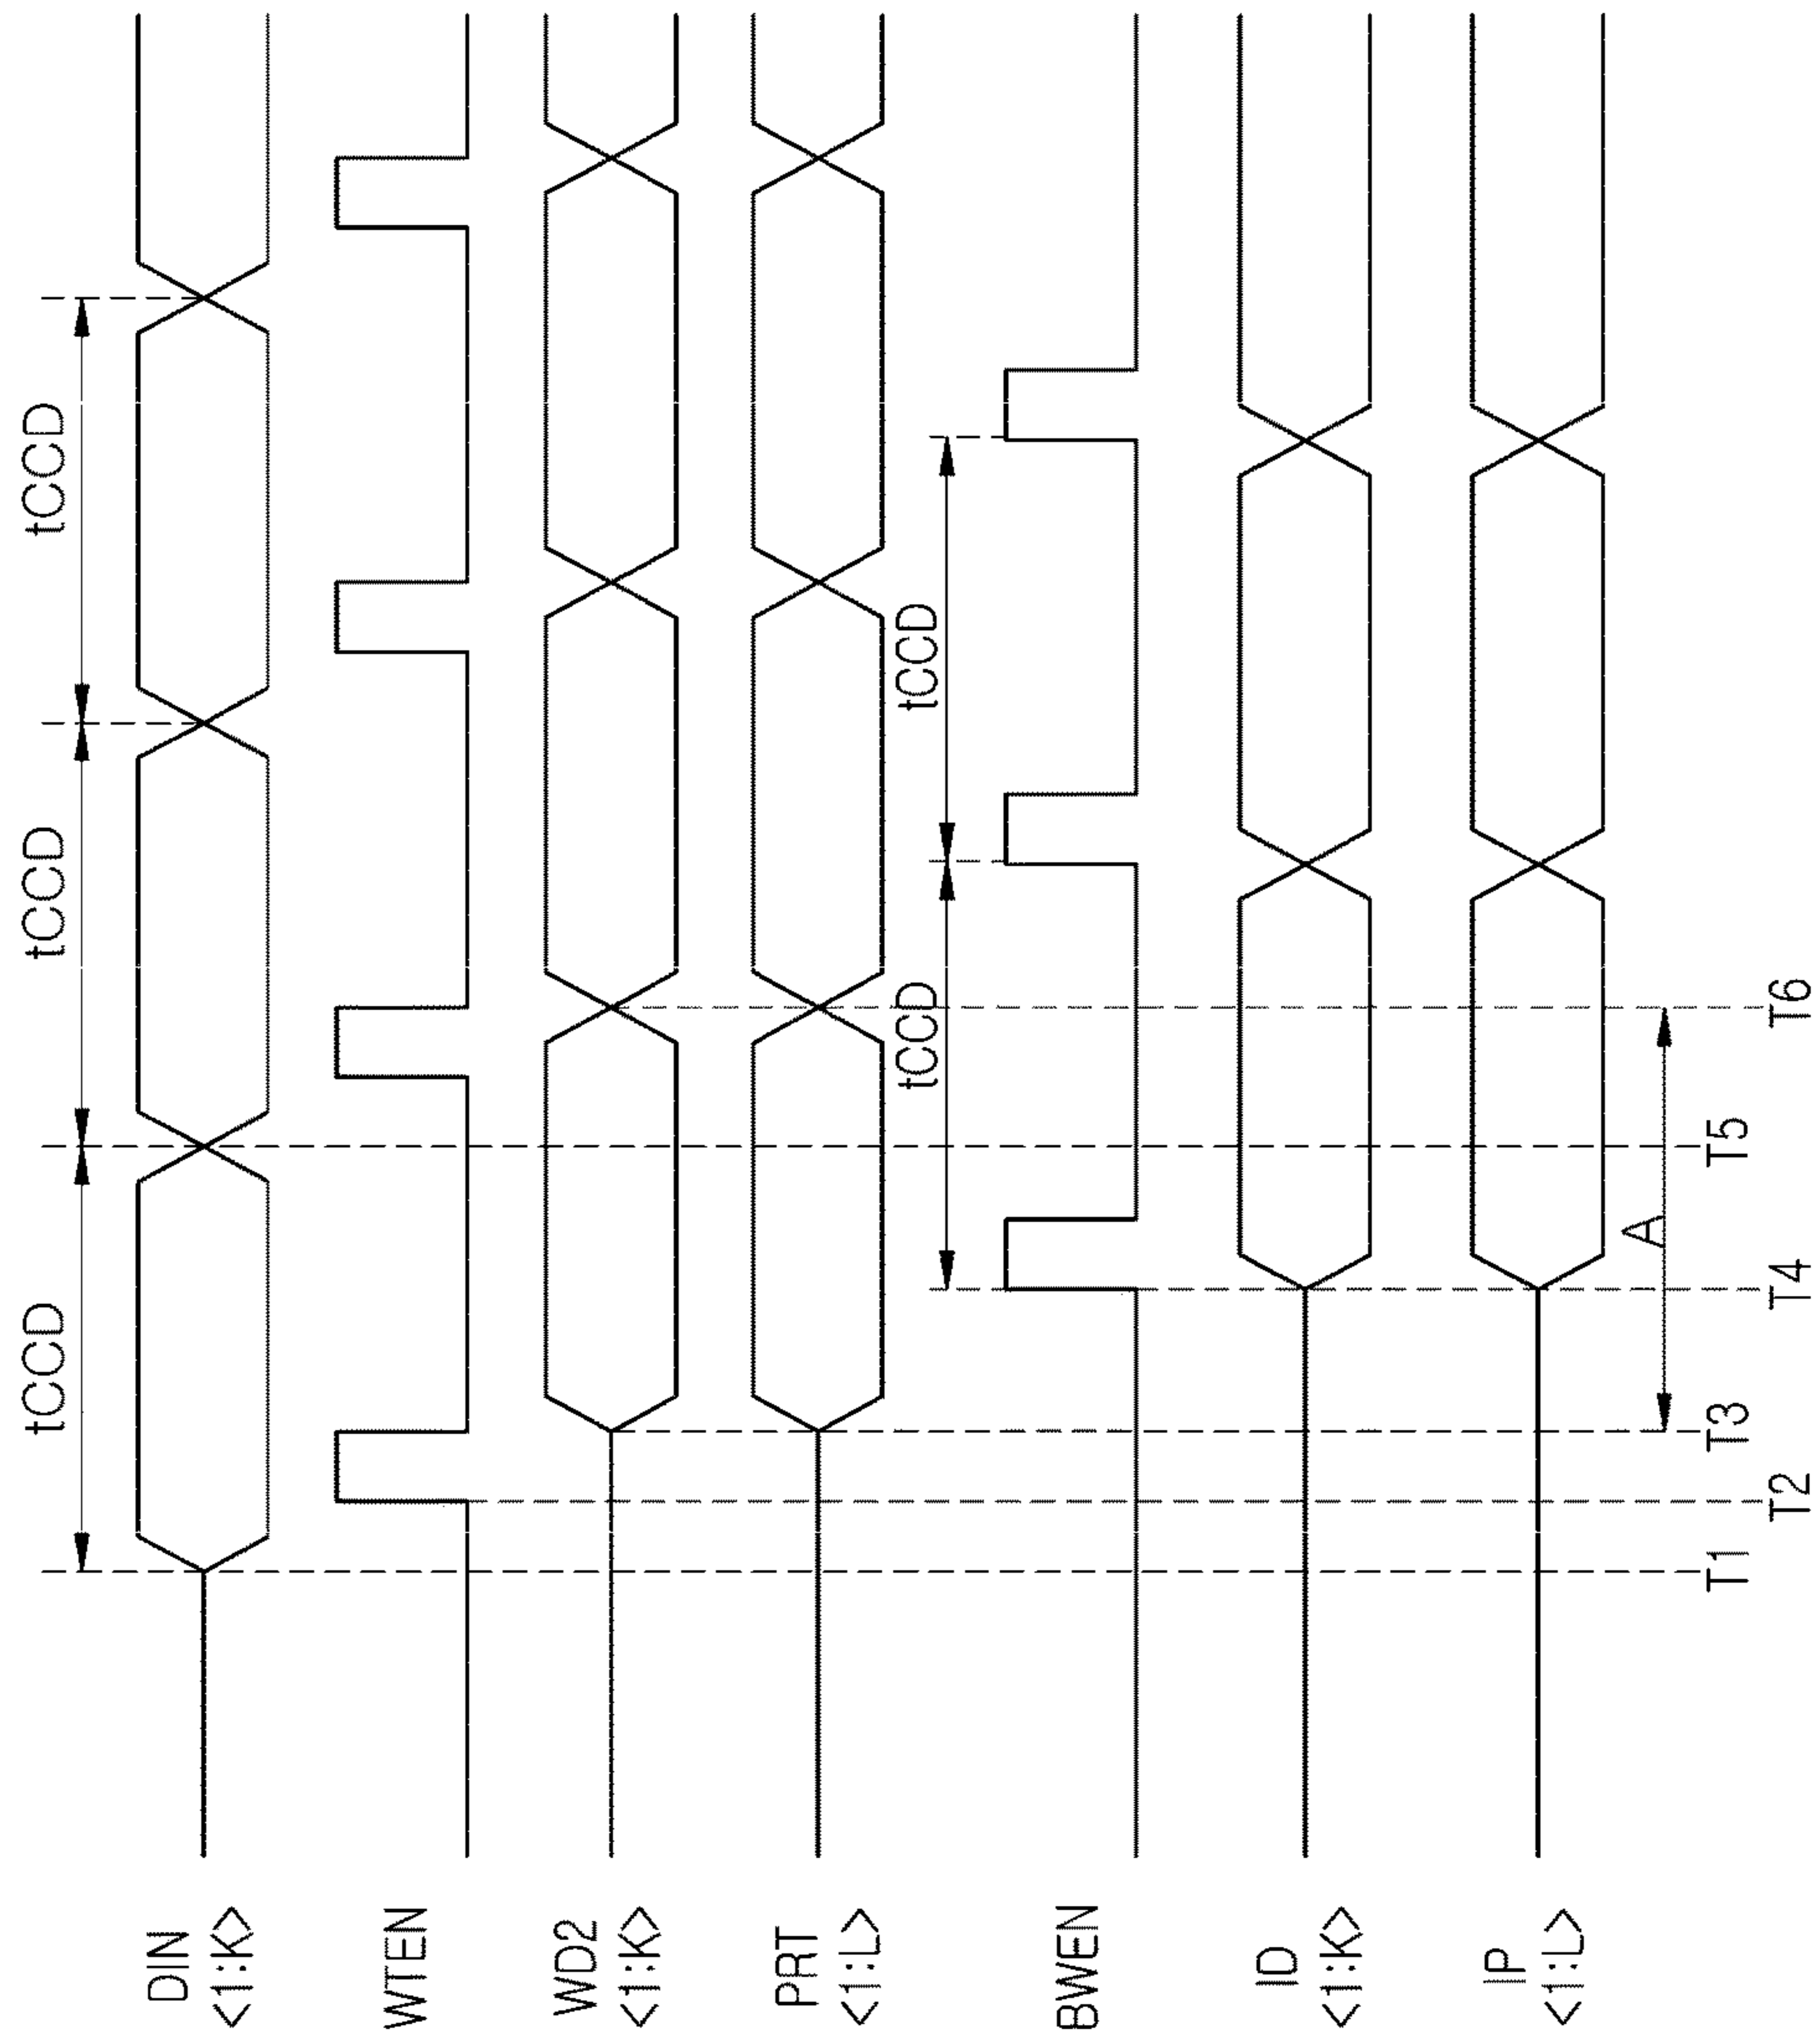 tCCD
tCCD
tCCD
DIN
<1:K>
WTEN
WD2
<1:K>
PRT
<1:L>
tCCD
tCCD
BWEN
ID
<1:K>
IP
<1:L>
A
T1
T2
T3
T4
T5
T6